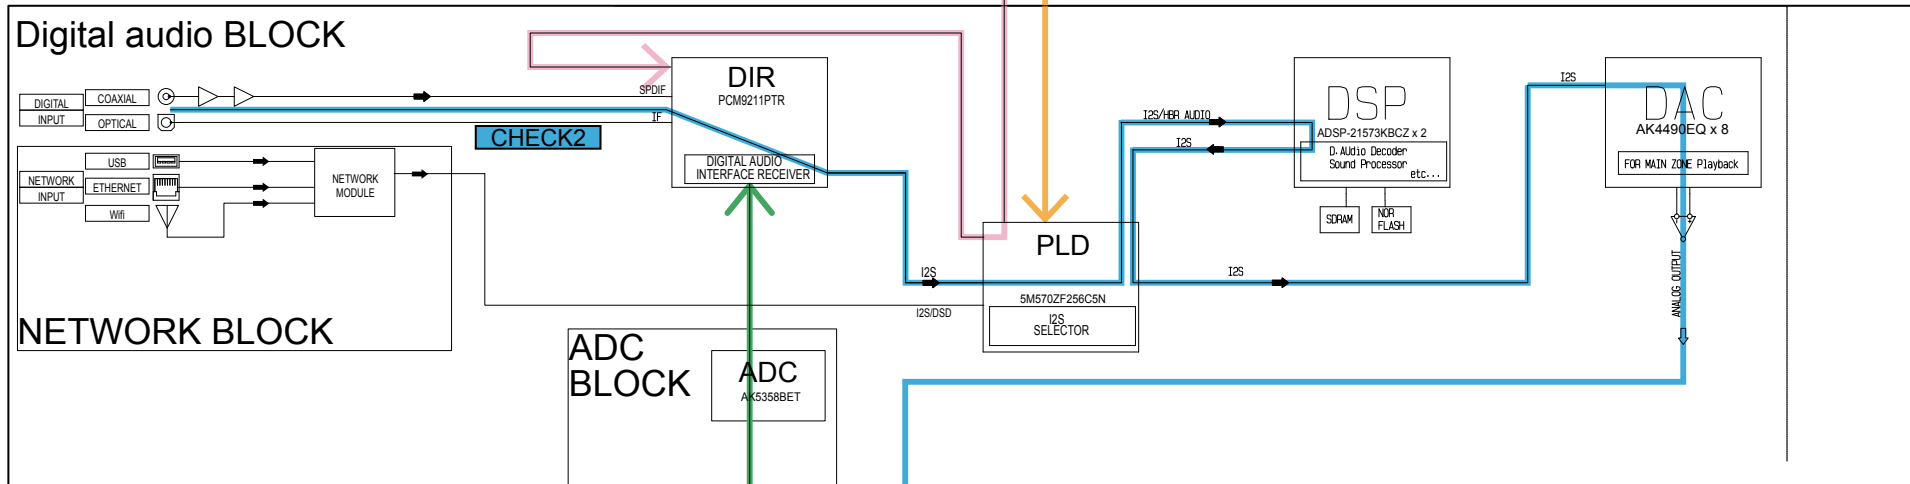 Digital audio BLOCK
DIGITAL
INPUT
COAXIAL
OPTICAL
SPDIF
IF
CHECK2
DIR
PCM9211PTR
DIGITAL AUDIO
INTERFACE RECEIVER
NETWORK
INPUT
USB
ETHERNET
Wifi
NETWORK
MODULE
NETWORK BLOCK
I2S
I2S/DSD
PLD
5M570ZF256C5N
I2S
SELECTOR
ADC
BLOCK
ADC
AK5358BET
I2S/HBR AUDIO
I2S
I2S
DSP
ADSP-21573KBCZ x 2
D.AUdio Decoder
Sound Processor
etc...
SDRAM
NOR
FLASH
I2S
DAC
AK4490EQ x 8
FOR MAIN ZONE Playback
ANALOG OUTPUT